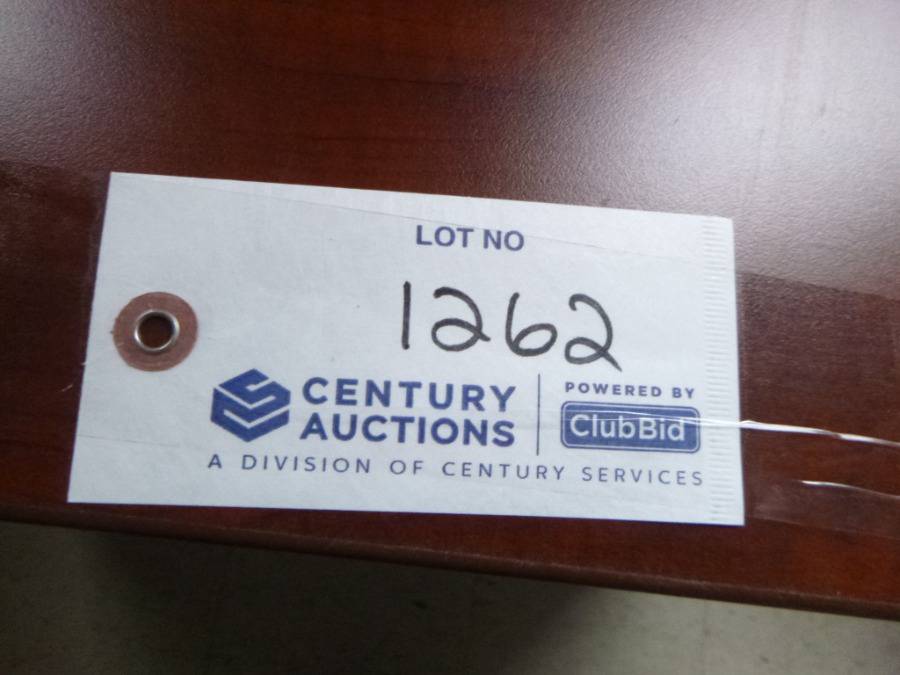 LOT NO
1262
CENTURY AUCTIONS
POWERED BY
ClubBid
A DIVISION OF CENTURY SERVICES